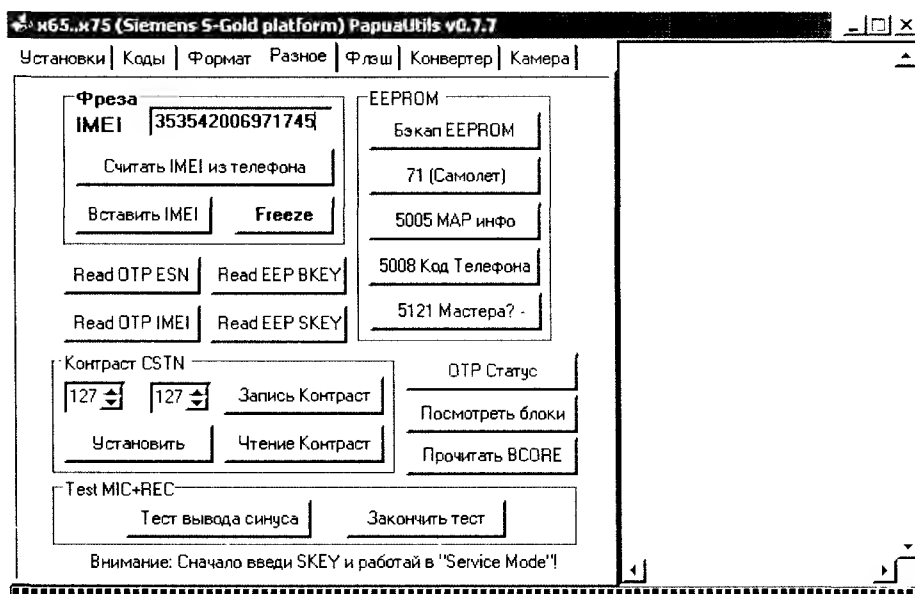 x65..x75 (Siemens S-Gold platform) PapuaUtils v0.7.7
Установки Коды Формат Разное Флэш Конвертер Камера
Фреза
IMEI 353542006971745
Считать IMEI из телефона
Вставить IMEI Freeze
Read OTP ESN Read EEP BKEY
Read OTP IMEI Read EEP SKEY
EEPROM
Бэкап EEPROM
71 (Самолет)
5005 MAP инфо
5008 Код Телефона
5121 Мастера? -
Контраст CSTN
127 127 Запись Контраст
Установить Чтение Контраст
OTP Статус
Посмотреть блоки
Прочитать BCORE
Test MIC+REC
Тест вывода синуса Закончить тест
Внимание: Сначало введи SKEY и работай в "Service Mode"!